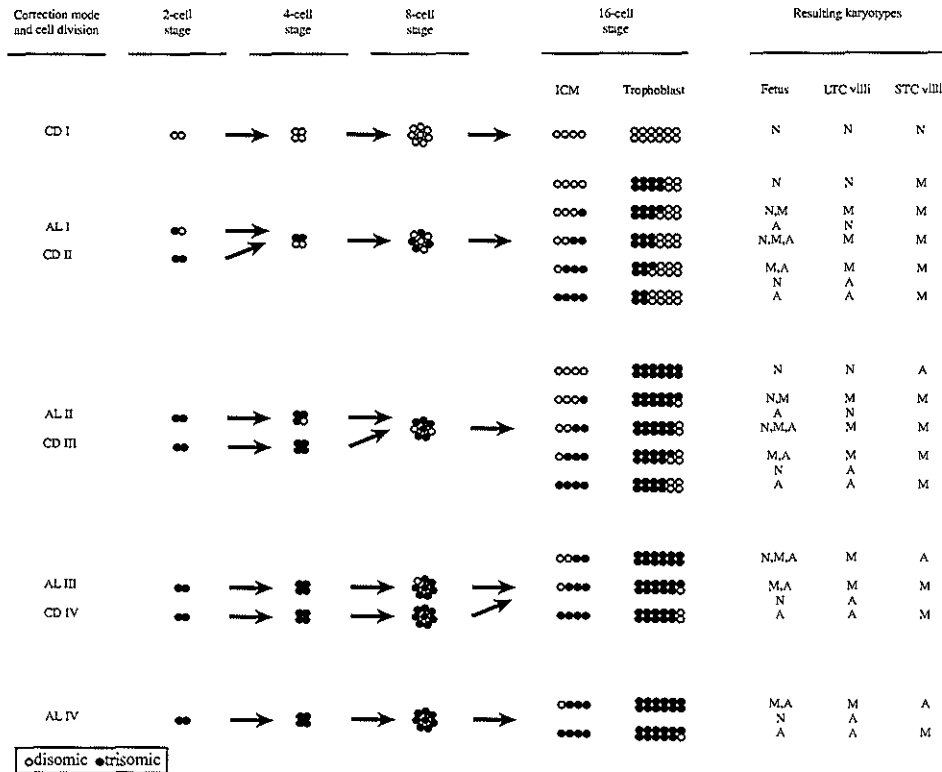 Correction mode and cell division
2-cell stage
4-cell stage
8-cell stage
16-cell stage
Resulting karyotypes
ICM Trophoblast Fetus LTC villi STC villi
CD I N N N
N N M
AL I N,M M M
A N
CD II N,M,A M M
M,A M M
N A
A A M
N N A
AL II N,M M M
A N
CD III N,M,A M M
M,A M M
N A
A A M
N,M,A M A
AL III M,A M M
N A
CD IV A A M
AL IV M,A M A
N A
A A M
disomic trisomic